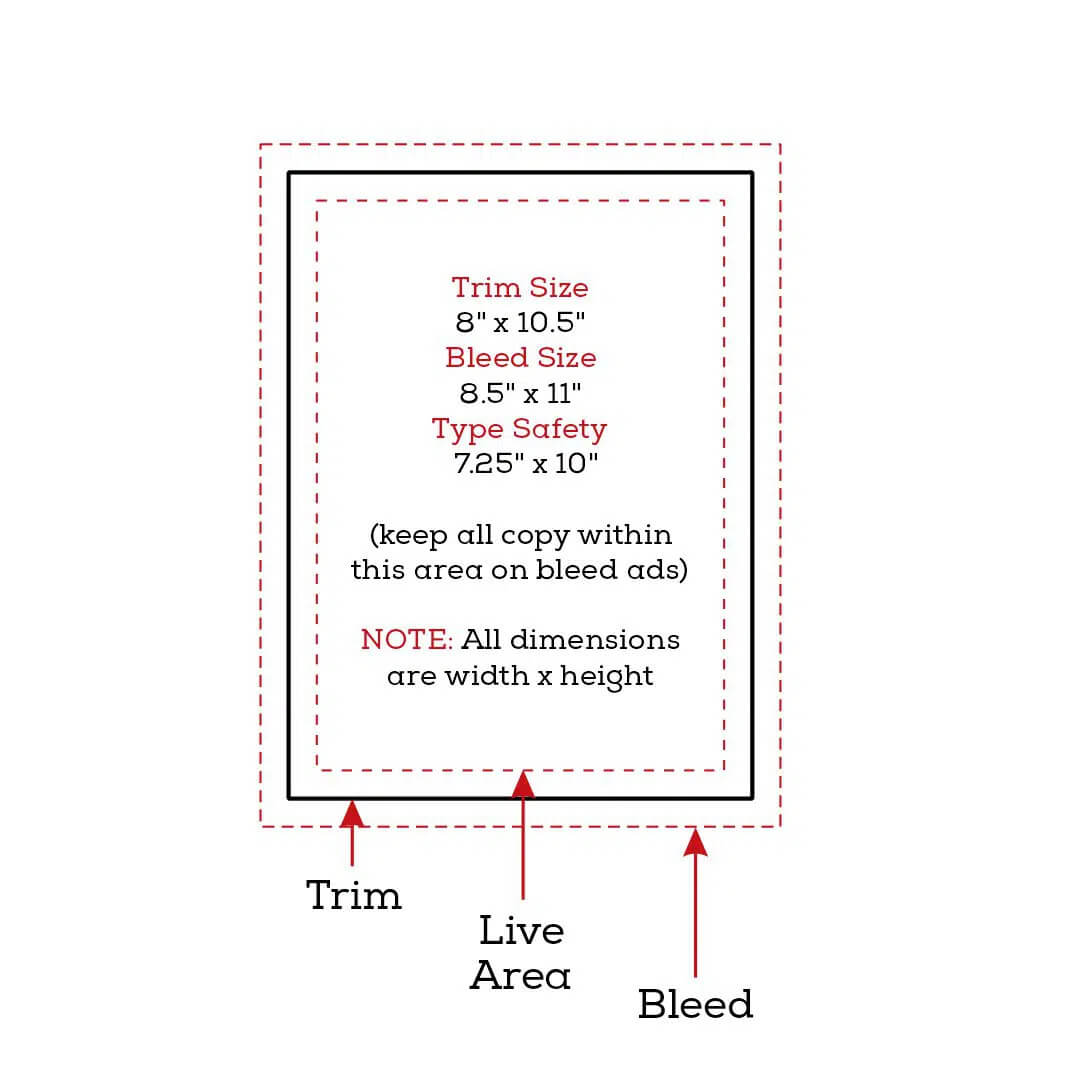 Trim Size
8" x 10.5"
Bleed Size
8.5" x 11"
Type Safety
7.25" x 10"
(keep all copy within
this area on bleed ads)
NOTE: All dimensions
are width x height
Trim
Live
Area
Bleed